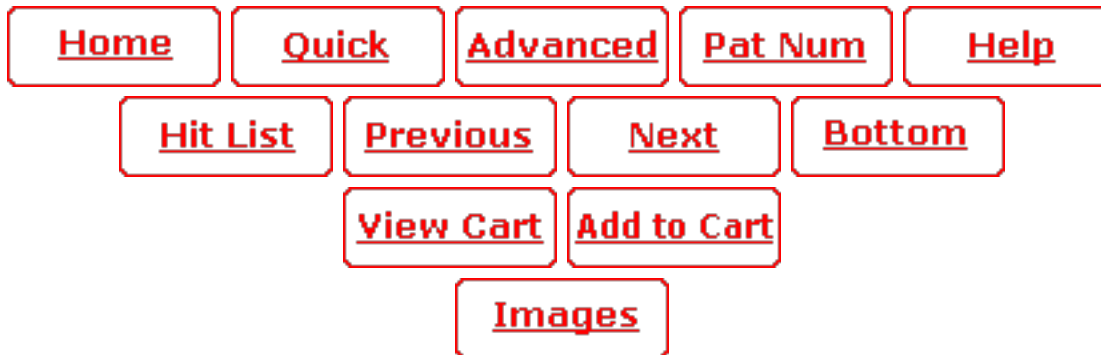 Home Quick Advanced Pat Num Help
Hit List Previous Next Bottom
View Cart Add to Cart
Images